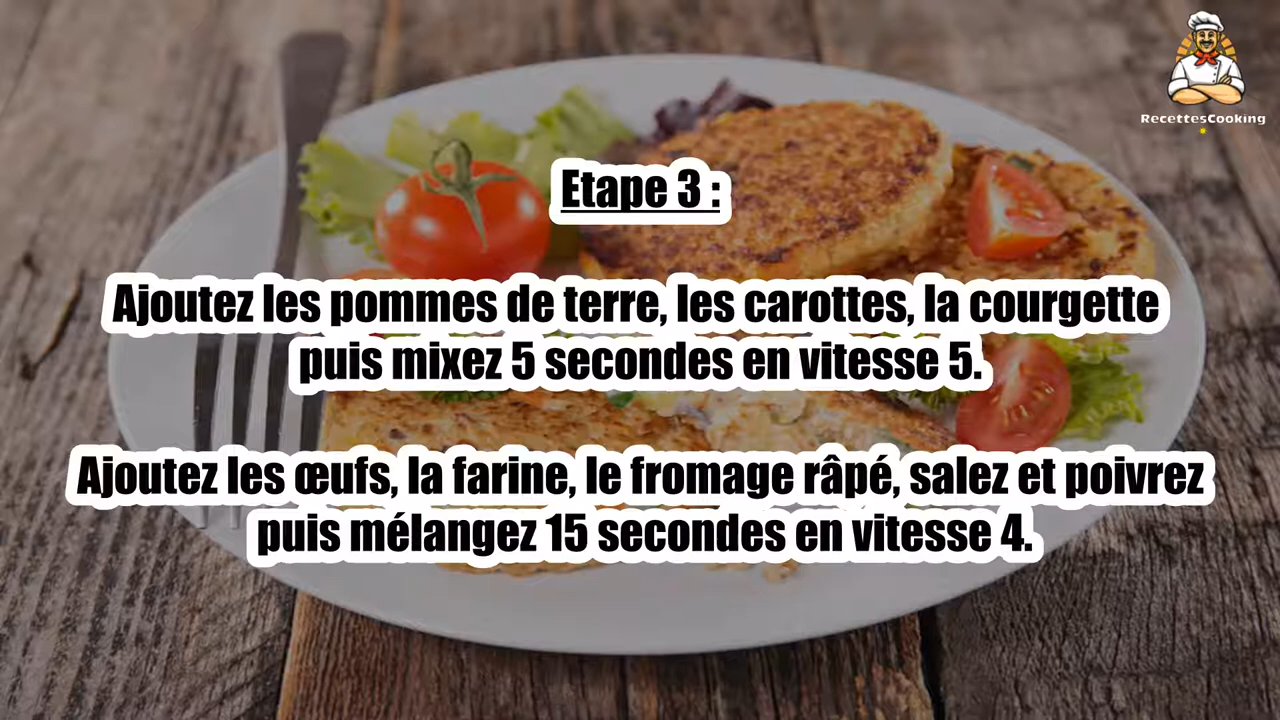 RecettesCooking
Etape 3 :
Ajoutez les pommes de terre, les carottes, la courgette
puis mixez 5 secondes en vitesse 5.
Ajoutez les œufs, la farine, le fromage râpé, salez et poivrez
puis mélangez 15 secondes en vitesse 4.